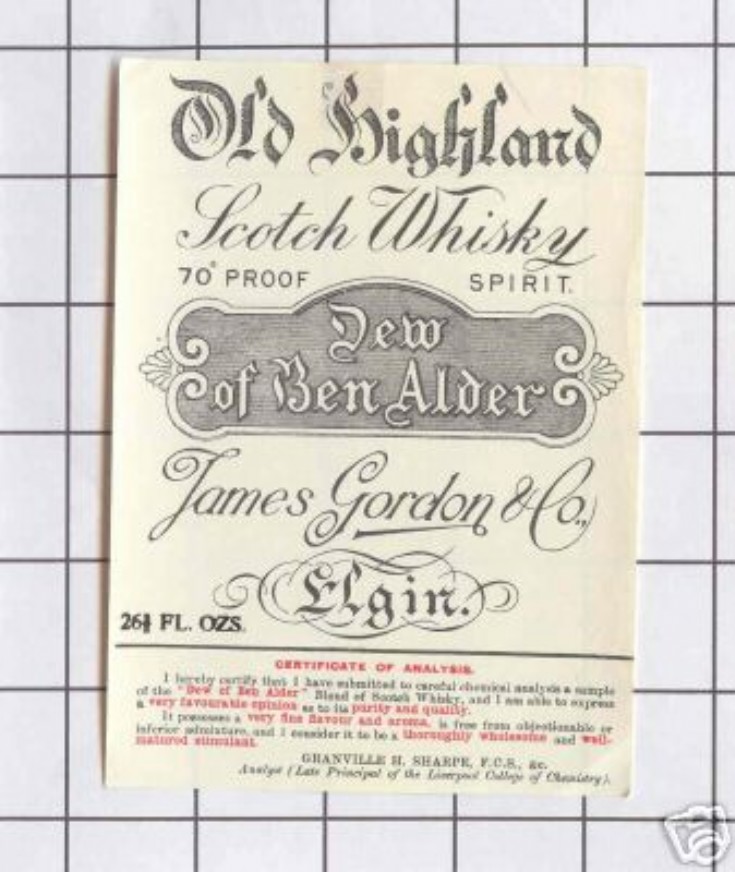 Old Highland
Scotch Whisky
70° PROOF SPIRIT.
Dew
of Ben Alder
James Gordon & Co.,
Elgin.
26⅔ FL. OZS.
CERTIFICATE OF ANALYSIS.
I hereby certify that I have submitted to careful chemical analysis a sample
of the "Dew of Ben Alder" Blend of Scotch Whisky, and I am able to express
a very favourable opinion as to its purity and quality.
It possesses a very fine flavour and aroma, is free from objectionable or
inferior admixture, and I consider it to be a thoroughly wholesome and well-
matured stimulant.
GRANVILLE H. SHARPE, F.C.S., &c.
Analyst (Late Principal of the Liverpool College of Chemistry).